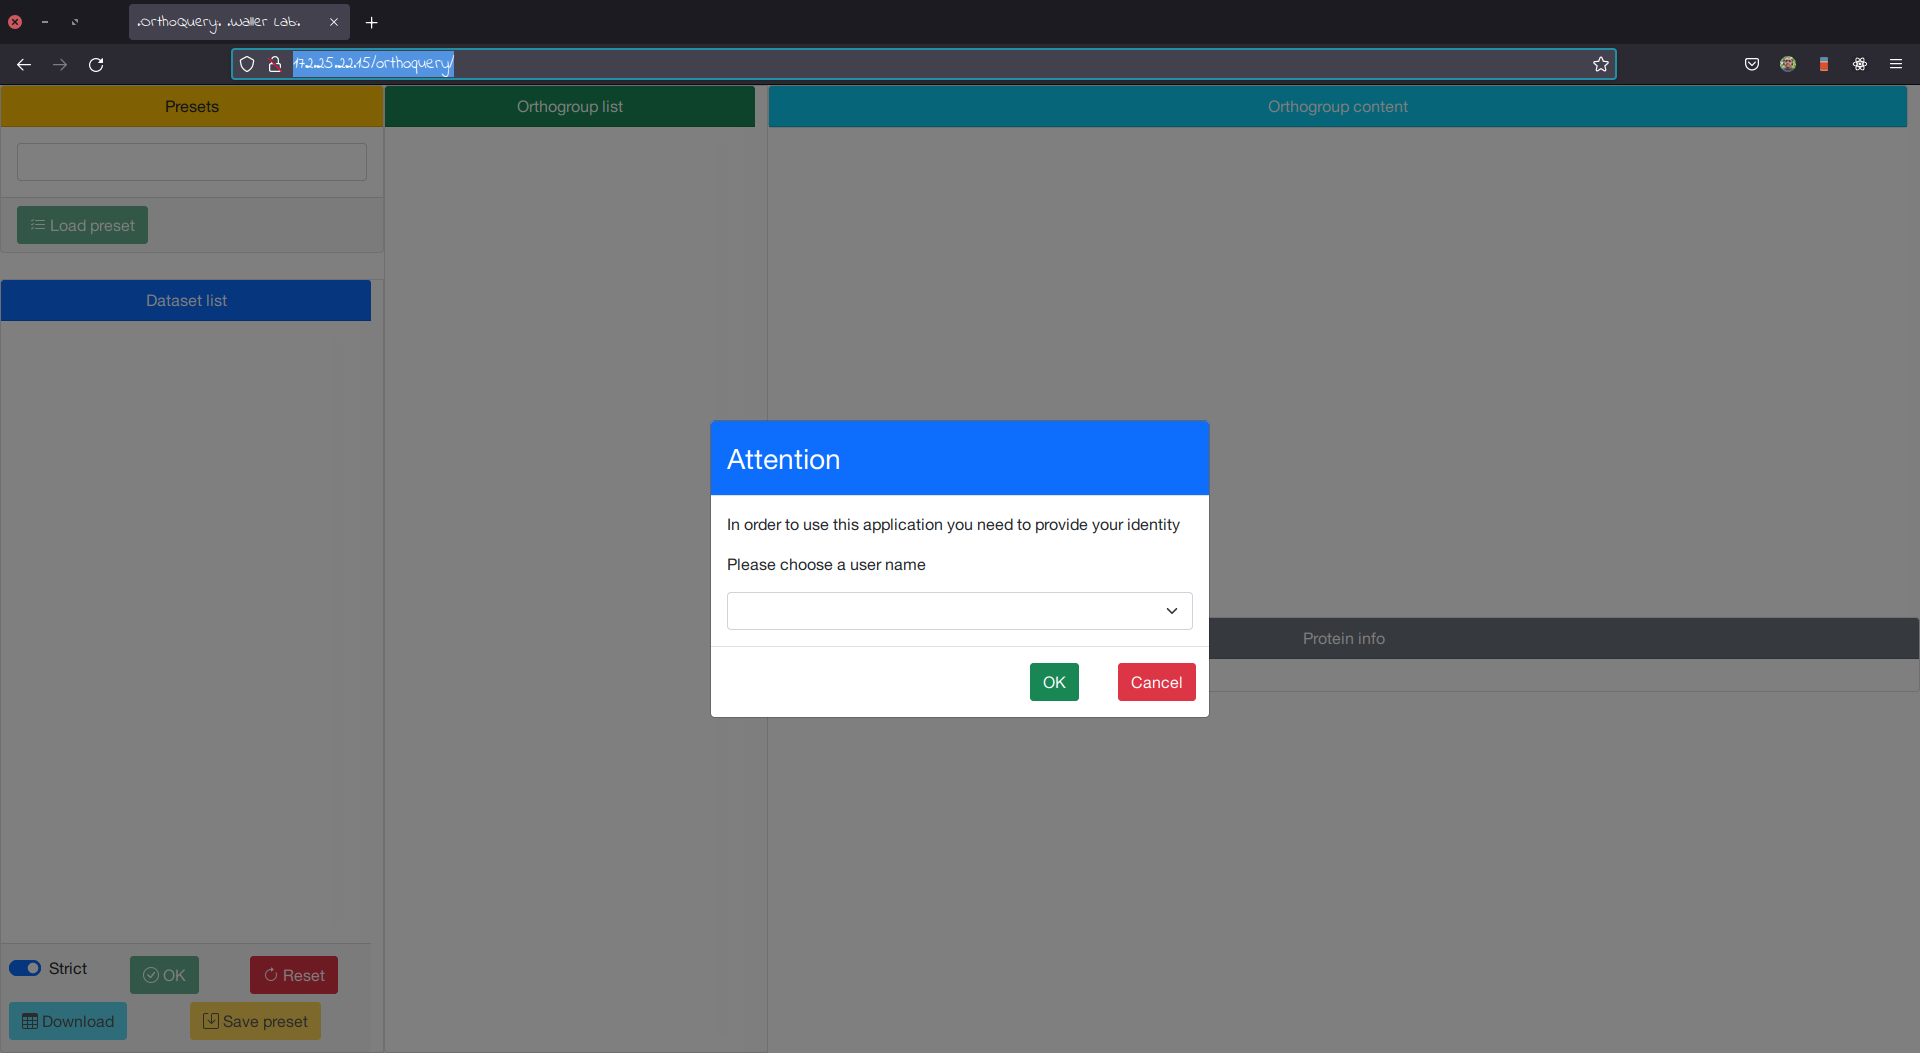 .OrthoQuery. .Waller Lab.
172.25.22.15/orthoquery/
Presets
Orthogroup list
Orthogroup content
Load preset
Dataset list
Attention
In order to use this application you need to provide your identity
Please choose a user name
OK
Cancel
Protein info
Strict
OK
Reset
Download
Save preset